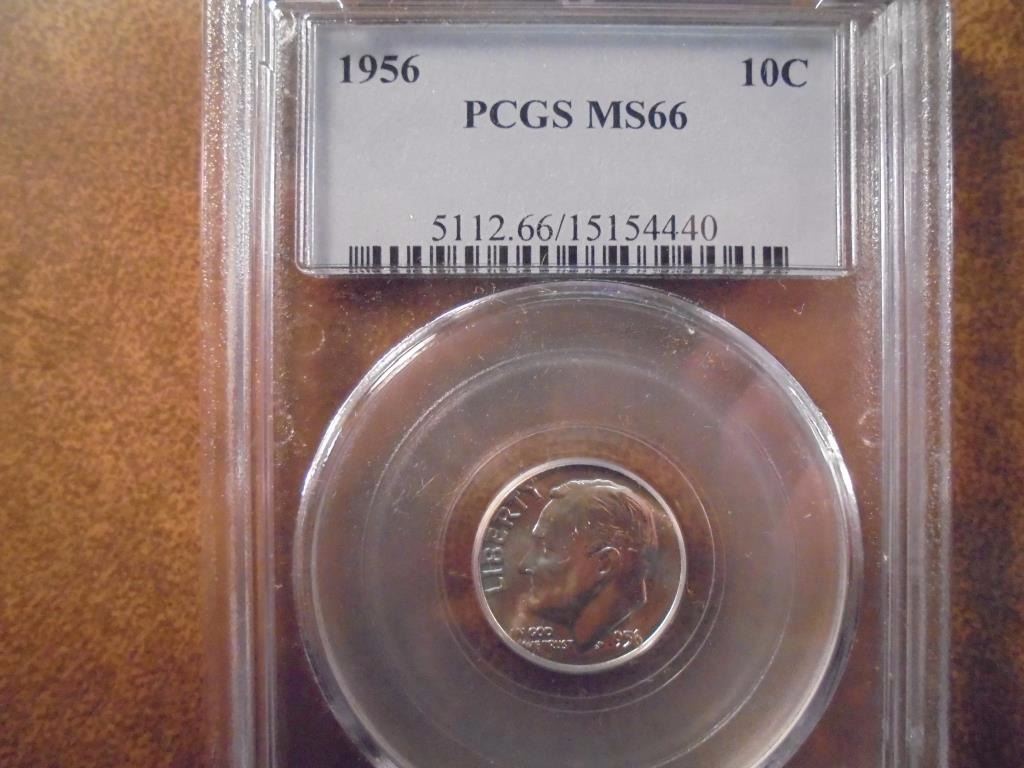 1956 10C
PCGS MS66
5112.66/15154440
LIBERTY
IN GOD
WE TRUST
1956